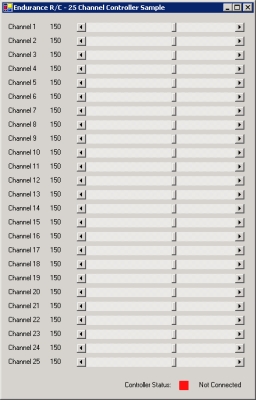 Endurance R/C - 25 Channel Controller Sample
Channel 1 150
Channel 2 150
Channel 3 150
Channel 4 150
Channel 5 150
Channel 6 150
Channel 7 150
Channel 8 150
Channel 9 150
Channel 10 150
Channel 11 150
Channel 12 150
Channel 13 150
Channel 14 150
Channel 15 150
Channel 16 150
Channel 17 150
Channel 18 150
Channel 19 150
Channel 20 150
Channel 21 150
Channel 22 150
Channel 23 150
Channel 24 150
Channel 25 150
Controller Status: Not Connected